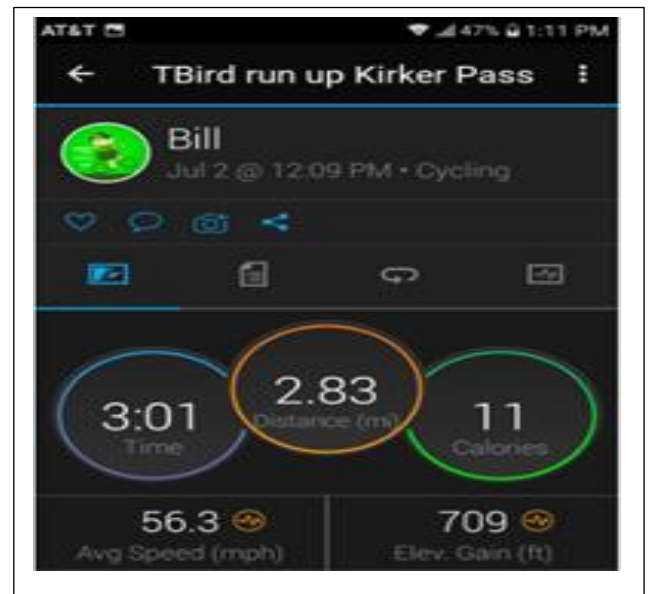 AT&T 47% 1:11 PM
TBird run up Kirker Pass
Bill
Jul 2 @ 12:09 PM • Cycling
3:01
Time
2.83
Distance (mi)
11
Calories
56.3
Avg Speed (mph)
709
Elev. Gain (ft)